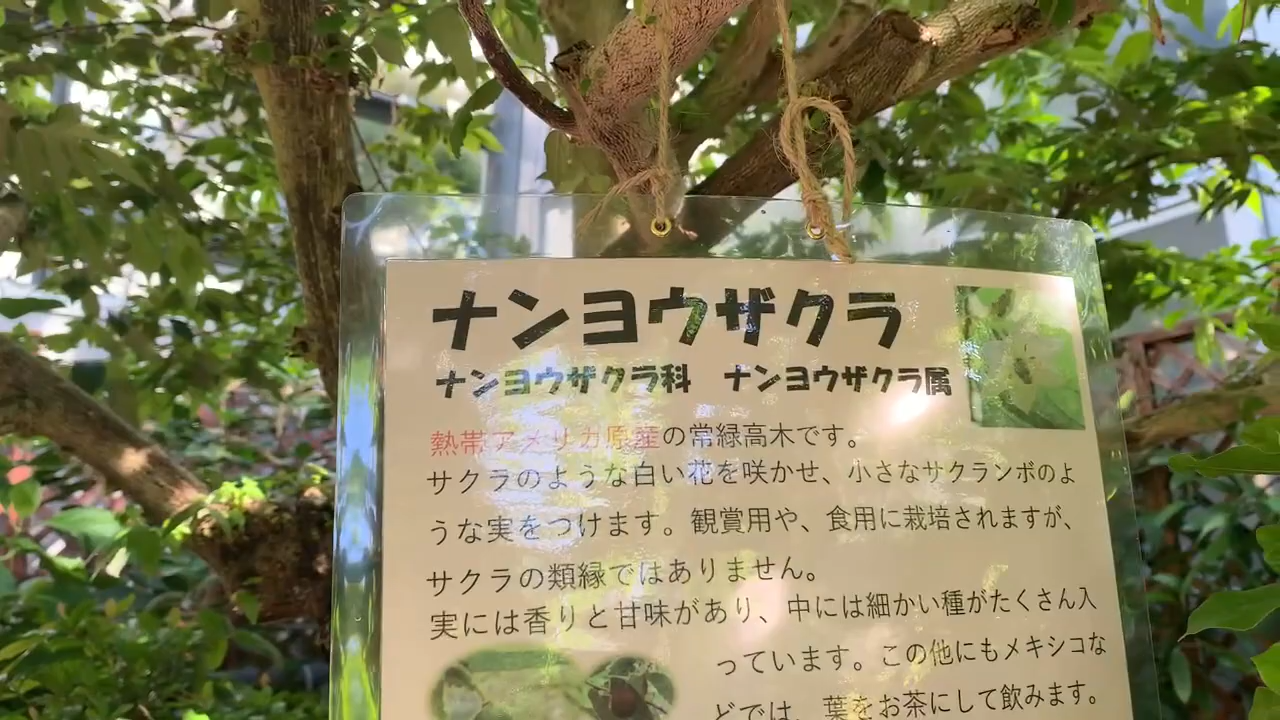 ナンヨウザクラ
ナンヨウザクラ科　ナンヨウザクラ属
熱帯アメリカ原産の常緑高木です。
サクラのような白い花を咲かせ、小さなサクランボのよ
うな実をつけます。観賞用や、食用に栽培されますが、
サクラの類縁ではありません。
実には香りと甘味があり、中には細かい種がたくさん入
っています。この他にもメキシコな
どでは、葉をお茶にして飲みます。